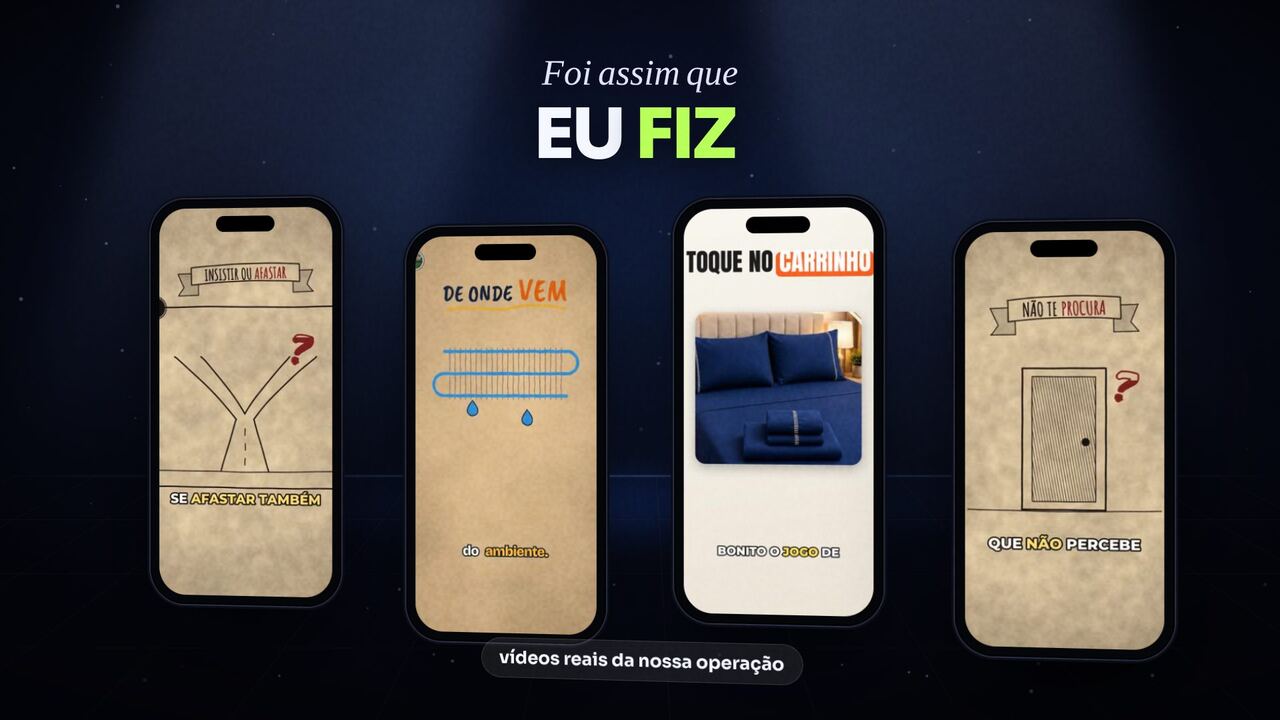 Foi assim que
EU FIZ
INSISTIR OU AFASTAR
?
SE AFASTAR TAMBÉM
DE ONDE VEM
do ambiente.
TOQUE NO CARRINHO
BONITO O JOGO DE
NÃO TE PROCURA
?
QUE NÃO PERCEBE
vídeos reais da nossa operação